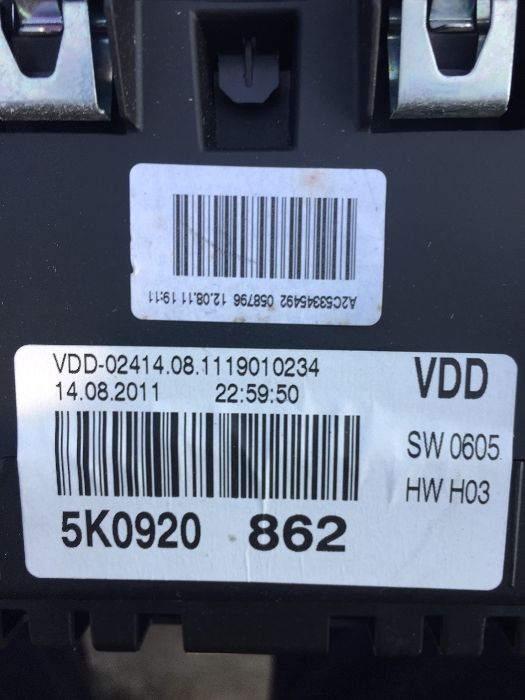 A2C53345492 058796 12.08.11 19:11
VDD-02414.08.1119010234
14.08.2011 22:59:50
VDD
SW 0605
HW H03
5K0920 862